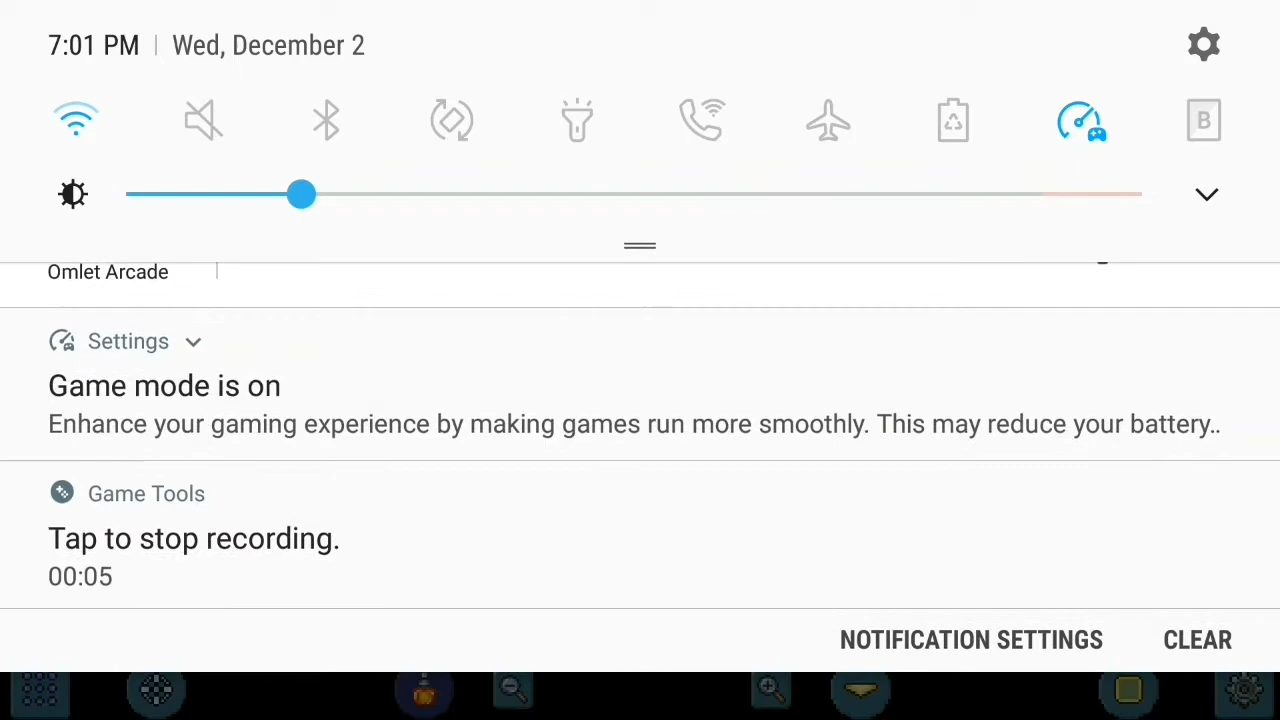 7:01 PM | Wed, December 2
B
Omlet Arcade
Settings
Game mode is on
Enhance your gaming experience by making games run more smoothly. This may reduce your battery..
Game Tools
Tap to stop recording.
00:05
NOTIFICATION SETTINGS CLEAR